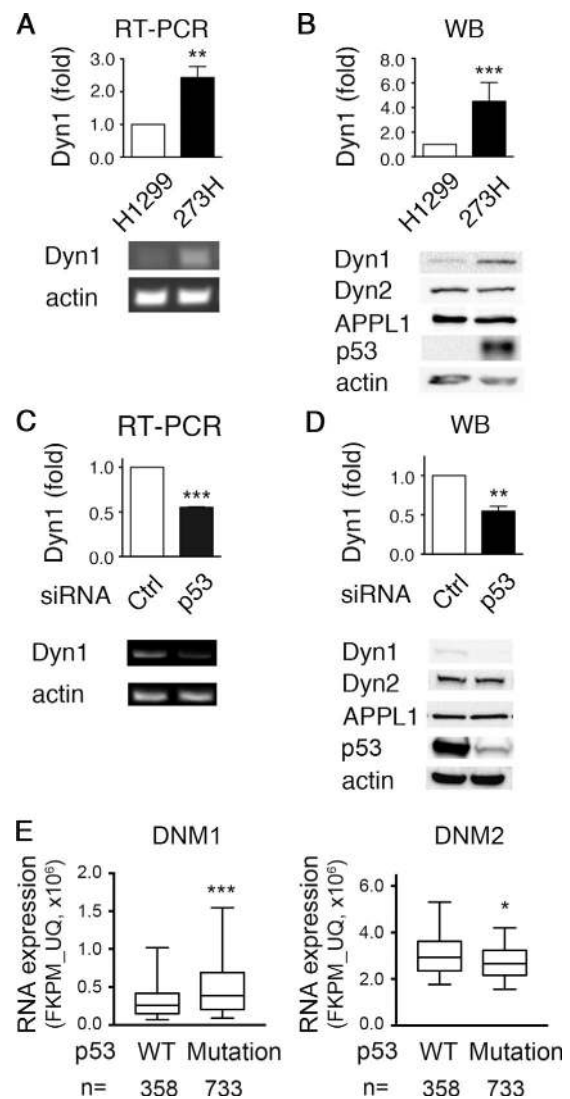 A
RT-PCR
Dyn1 (fold)
3.0
2.0
1.0
0.0
**
H1299
273H
Dyn1
actin
B
WB
Dyn1 (fold)
8.0
6.0
4.0
2.0
0.0
***
H1299
273H
Dyn1
Dyn2
APPL1
p53
actin
C
RT-PCR
Dyn1 (fold)
1.0
0.5
0.0
***
siRNA Ctrl p53
Dyn1
actin
D
WB
Dyn1 (fold)
1.0
0.5
0.0
**
siRNA Ctrl p53
Dyn1
Dyn2
APPL1
p53
actin
E
DNM1
RNA expression
(FKPM_UQ, x10⁶)
2.0
1.5
1.0
0.5
0.0
***
p53 WT Mutation
n= 358 733
DNM2
RNA expression
(FKPM_UQ, x10⁶)
6.0
4.0
2.0
0.0
*
WT Mutation
358 733